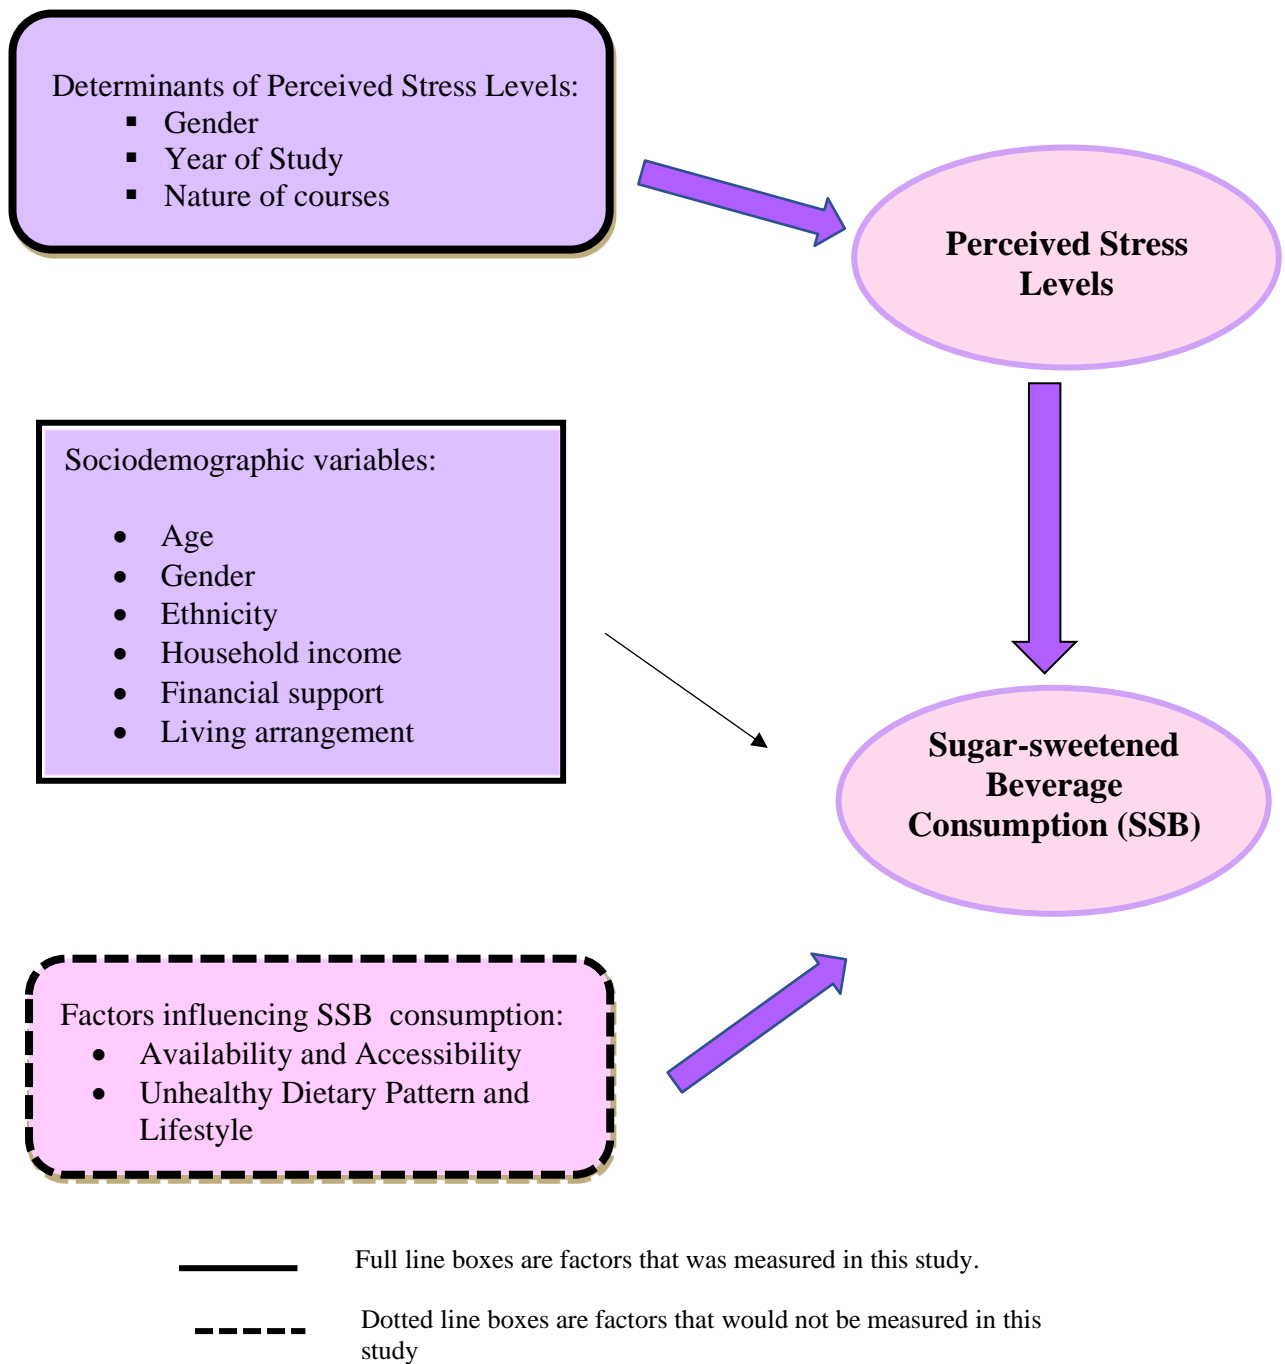 Determinants of Perceived Stress Levels:
▪ Gender
▪ Year of Study
▪ Nature of courses
Perceived Stress
Levels
Sociodemographic variables:
• Age
• Gender
• Ethnicity
• Household income
• Financial support
• Living arrangement
Sugar-sweetened
Beverage
Consumption (SSB)
Factors influencing SSB consumption:
• Availability and Accessibility
• Unhealthy Dietary Pattern and
Lifestyle
Full line boxes are factors that was measured in this study.
Dotted line boxes are factors that would not be measured in this
study